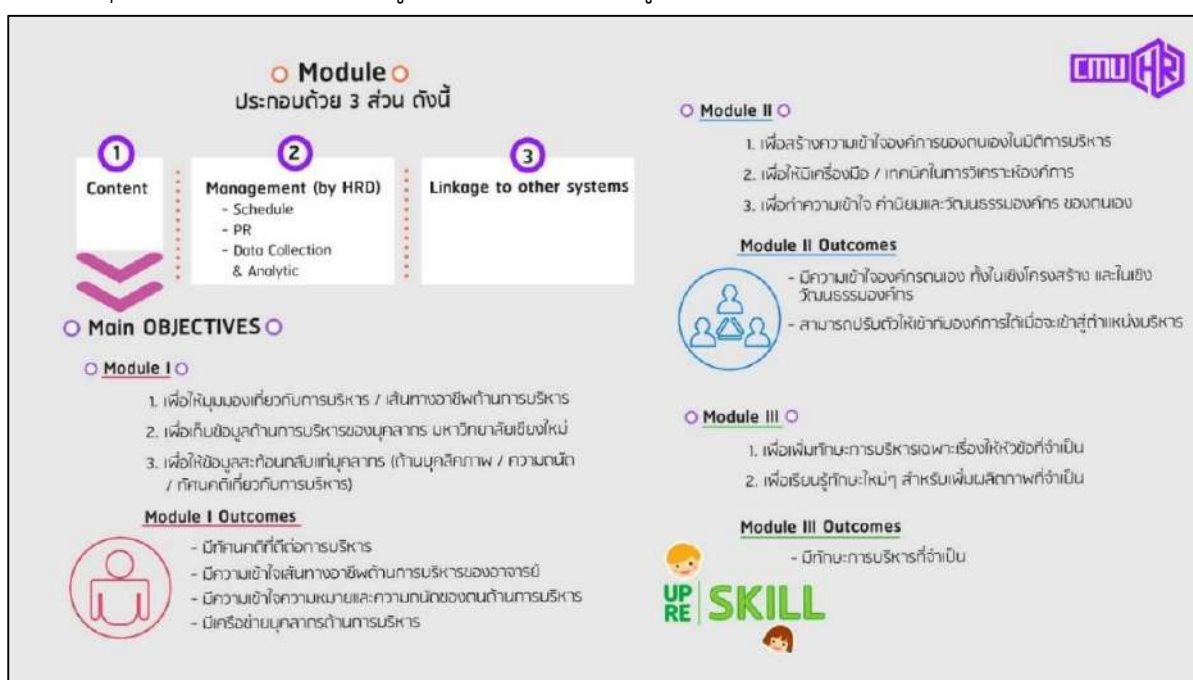 Module
ประกอบด้วย 3 ส่วน ดังนี้
1
Content
2
Management (by HRD)
- Schedule
- PR
- Data Collection
& Analytic
3
Linkage to other systems
Main OBJECTIVES
Module I
1. เพื่อให้มุมมองเกี่ยวกับการบริหาร / เส้นทางอาชีพด้านการบริหาร
2. เพื่อเก็บข้อมูลด้านการบริหารของบุคลากร มหาวิทยาลัยเชียงใหม่
3. เพื่อให้ข้อมูลสะท้อนกลับแก่บุคลากร (ด้านบุคลิกภาพ / ความถนัด
/ ทัศนคติเกี่ยวกับการบริหาร)
Module I Outcomes
- มีทัศนคติที่ดีต่อการบริหาร
- มีความเข้าใจเส้นทางอาชีพด้านการบริหารของอาจารย์
- มีความเข้าใจความหมายและความถนัดของตนด้านการบริหาร
- มีเครือข่ายบุคลากรด้านการบริหาร
CMU HR
Module II
1. เพื่อสร้างความเข้าใจองค์การของตนเองในมิติการบริหาร
2. เพื่อให้มีเครื่องมือ / เทคนิคในการวิเคราะห์องค์การ
3. เพื่อทำความเข้าใจ ค่านิยมและวัฒนธรรมองค์กร ของตนเอง
Module II Outcomes
- มีความเข้าใจองค์กรตนเอง ทั้งในเชิงโครงสร้าง และในเชิง
วัฒนธรรมองค์กร
- สามารถปรับตัวให้เข้ากับองค์การได้เมื่อจะเข้าสู่ตำแหน่งบริหาร
Module III
1. เพื่อเพิ่มทักษะการบริหารเฉพาะเรื่องให้หัวข้อที่จำเป็น
2. เพื่อเรียนรู้ทักษะใหม่ๆ สำหรับเพิ่มผลิตภาพที่จำเป็น
Module III Outcomes
- มีทักษะการบริหารที่จำเป็น
UP
RE
SKILL